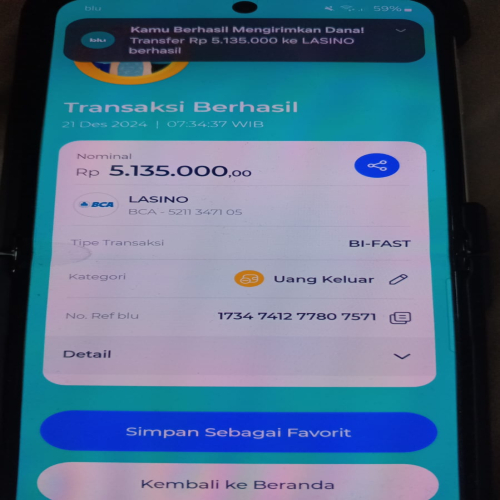 blu
59%
blu
Kamu Berhasil Mengirimkan Dana!
Transfer Rp 5.135.000 ke LASINO
berhasil
Transaksi Berhasil
21 Des 2024 | 07:34:37 WIB
Nominal
Rp 5.135.000,00
BCA
LASINO
BCA - 5211 3471 05
Tipe Transaksi BI-FAST
Kategori Uang Keluar
No. Ref blu 1734 7412 7780 7571
Detail
Simpan Sebagai Favorit
Kembali ke Beranda